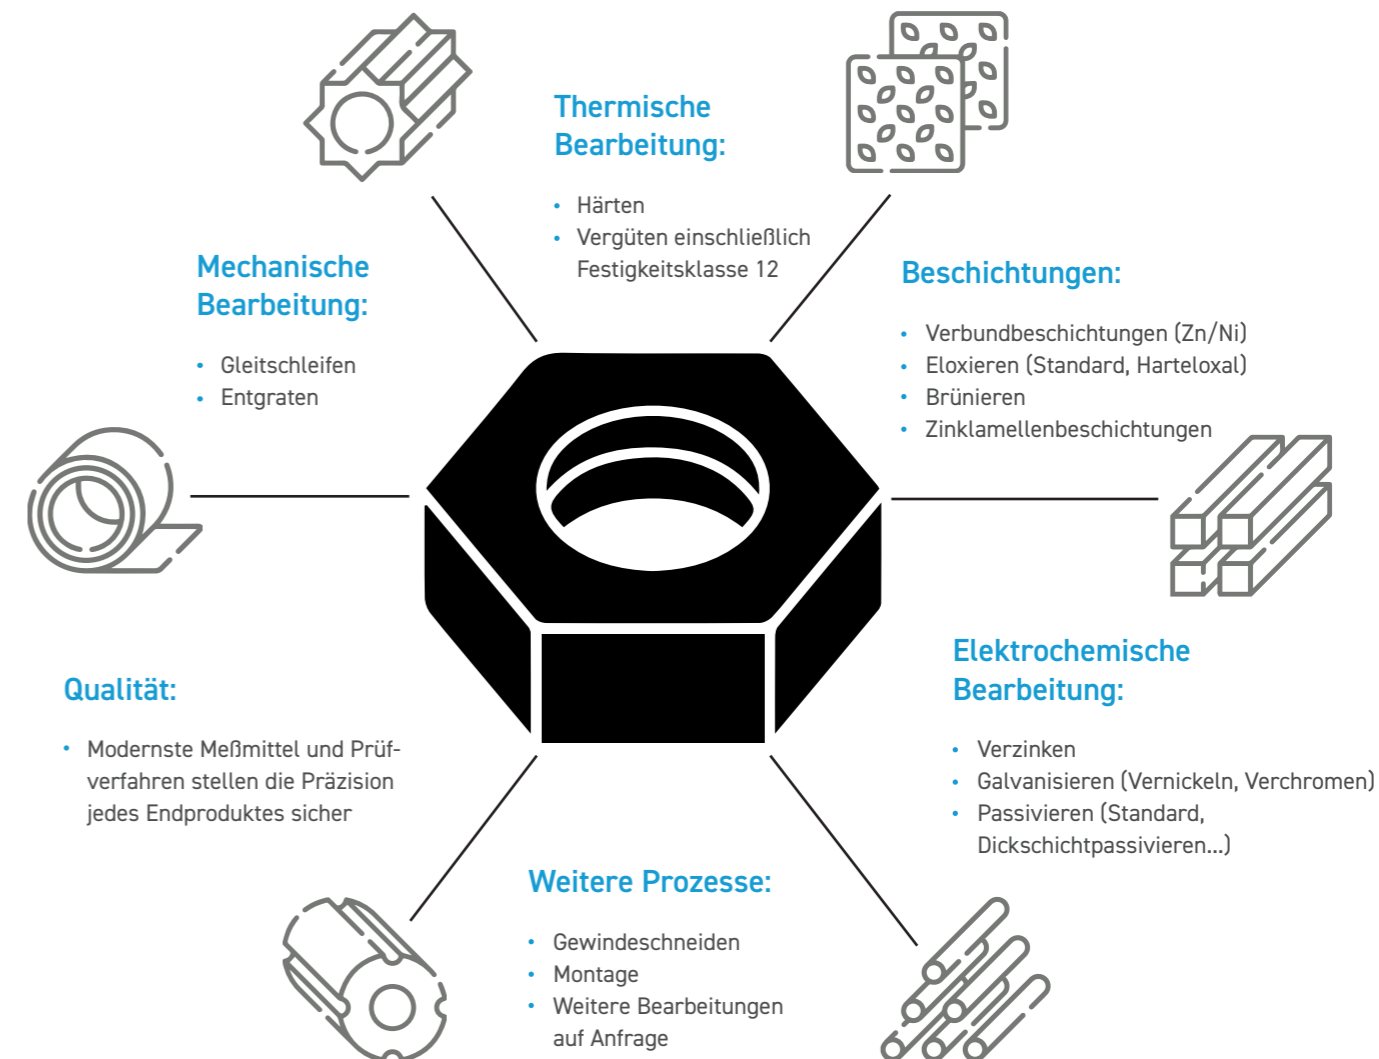 Thermische
Bearbeitung:
• Härten
• Vergüten einschließlich
Festigkeitsklasse 12
Mechanische
Bearbeitung:
• Gleitschleifen
• Entgraten
Beschichtungen:
• Verbundbeschichtungen (Zn/Ni)
• Eloxieren (Standard, Harteloxal)
• Brünieren
• Zinklamellenbeschichtungen
Qualität:
• Modernste Meßmittel und Prüf-
verfahren stellen die Präzision
jedes Endproduktes sicher
Elektrochemische
Bearbeitung:
• Verzinken
• Galvanisieren (Vernickeln, Verchromen)
• Passivieren (Standard,
Dickschichtpassivieren...)
Weitere Prozesse:
• Gewindeschneiden
• Montage
• Weitere Bearbeitungen
auf Anfrage